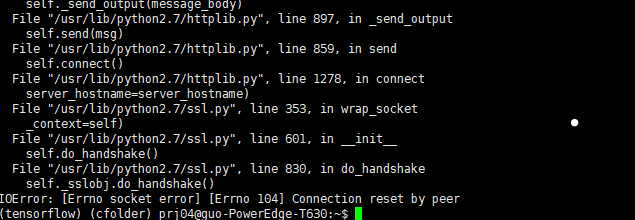 self._send_output(message_body)
File "/usr/lib/python2.7/httplib.py", line 897, in _send_output
self.send(msg)
File "/usr/lib/python2.7/httplib.py", line 859, in send
self.connect()
File "/usr/lib/python2.7/httplib.py", line 1278, in connect
server_hostname=server_hostname)
File "/usr/lib/python2.7/ssl.py", line 353, in wrap_socket
_context=self)
File "/usr/lib/python2.7/ssl.py", line 601, in __init__
self.do_handshake()
File "/usr/lib/python2.7/ssl.py", line 830, in do_handshake
self._sslobj.do_handshake()
IOError: [Errno socket error] [Errno 104] Connection reset by peer
(tensorflow) (cfolder) prj04@guo-PowerEdge-T630:~$